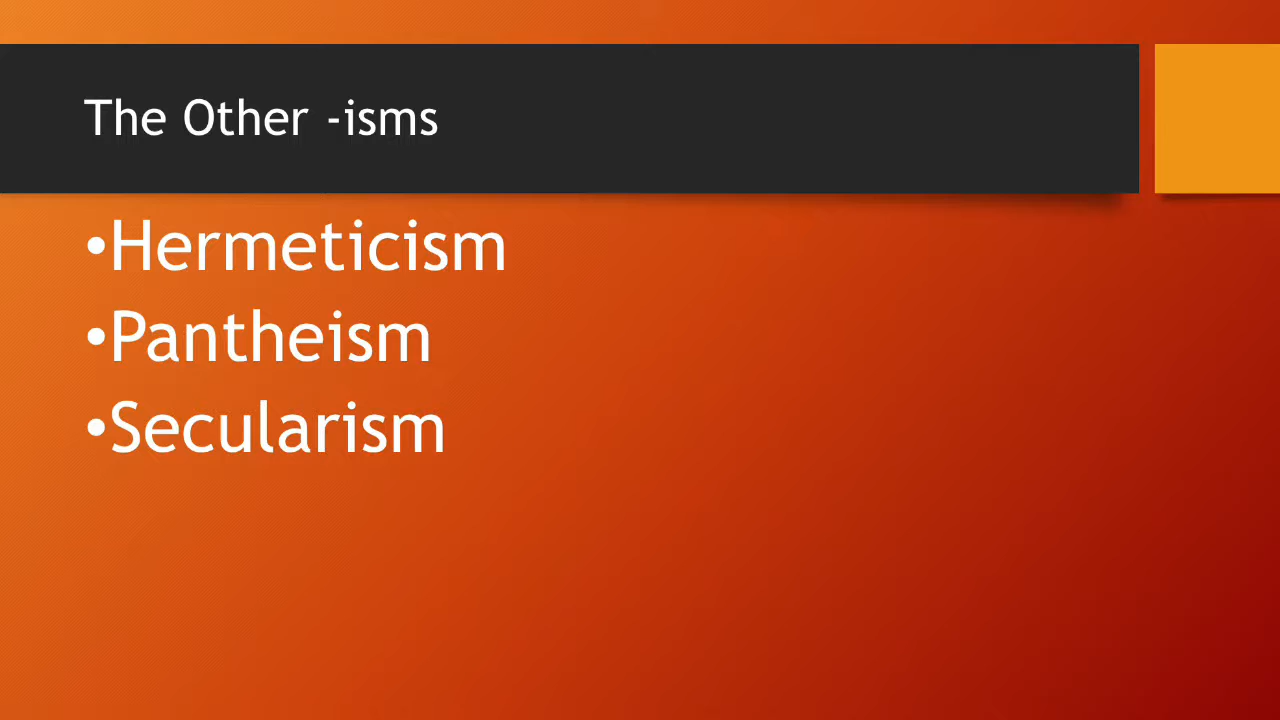 The Other -isms
•Hermeticism
•Pantheism
•Secularism